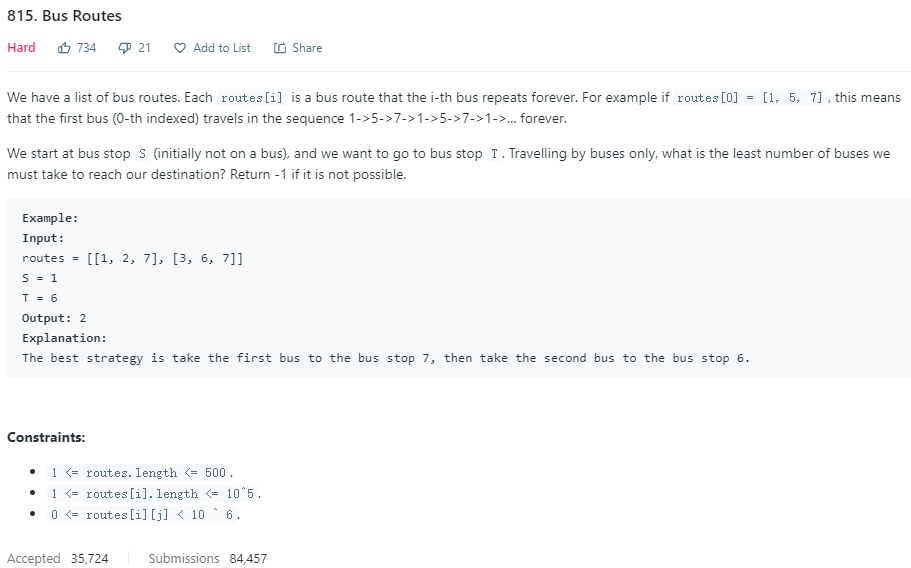 815. Bus Routes
Hard 734 21 Add to List Share
We have a list of bus routes. Each routes[i] is a bus route that the i-th bus repeats forever. For example if routes[0] = [1, 5, 7], this means
that the first bus (0-th indexed) travels in the sequence 1->5->7->1->5->7->1->... forever.
We start at bus stop S (initially not on a bus), and we want to go to bus stop T. Travelling by buses only, what is the least number of buses we
must take to reach our destination? Return -1 if it is not possible.
Example:
Input:
routes = [[1, 2, 7], [3, 6, 7]]
S = 1
T = 6
Output: 2
Explanation:
The best strategy is take the first bus to the bus stop 7, then take the second bus to the bus stop 6.
Constraints:
• 1 <= routes.length <= 500.
• 1 <= routes[i].length <= 10^5.
• 0 <= routes[i][j] < 10 ^ 6.
Accepted 35,724 Submissions 84,457